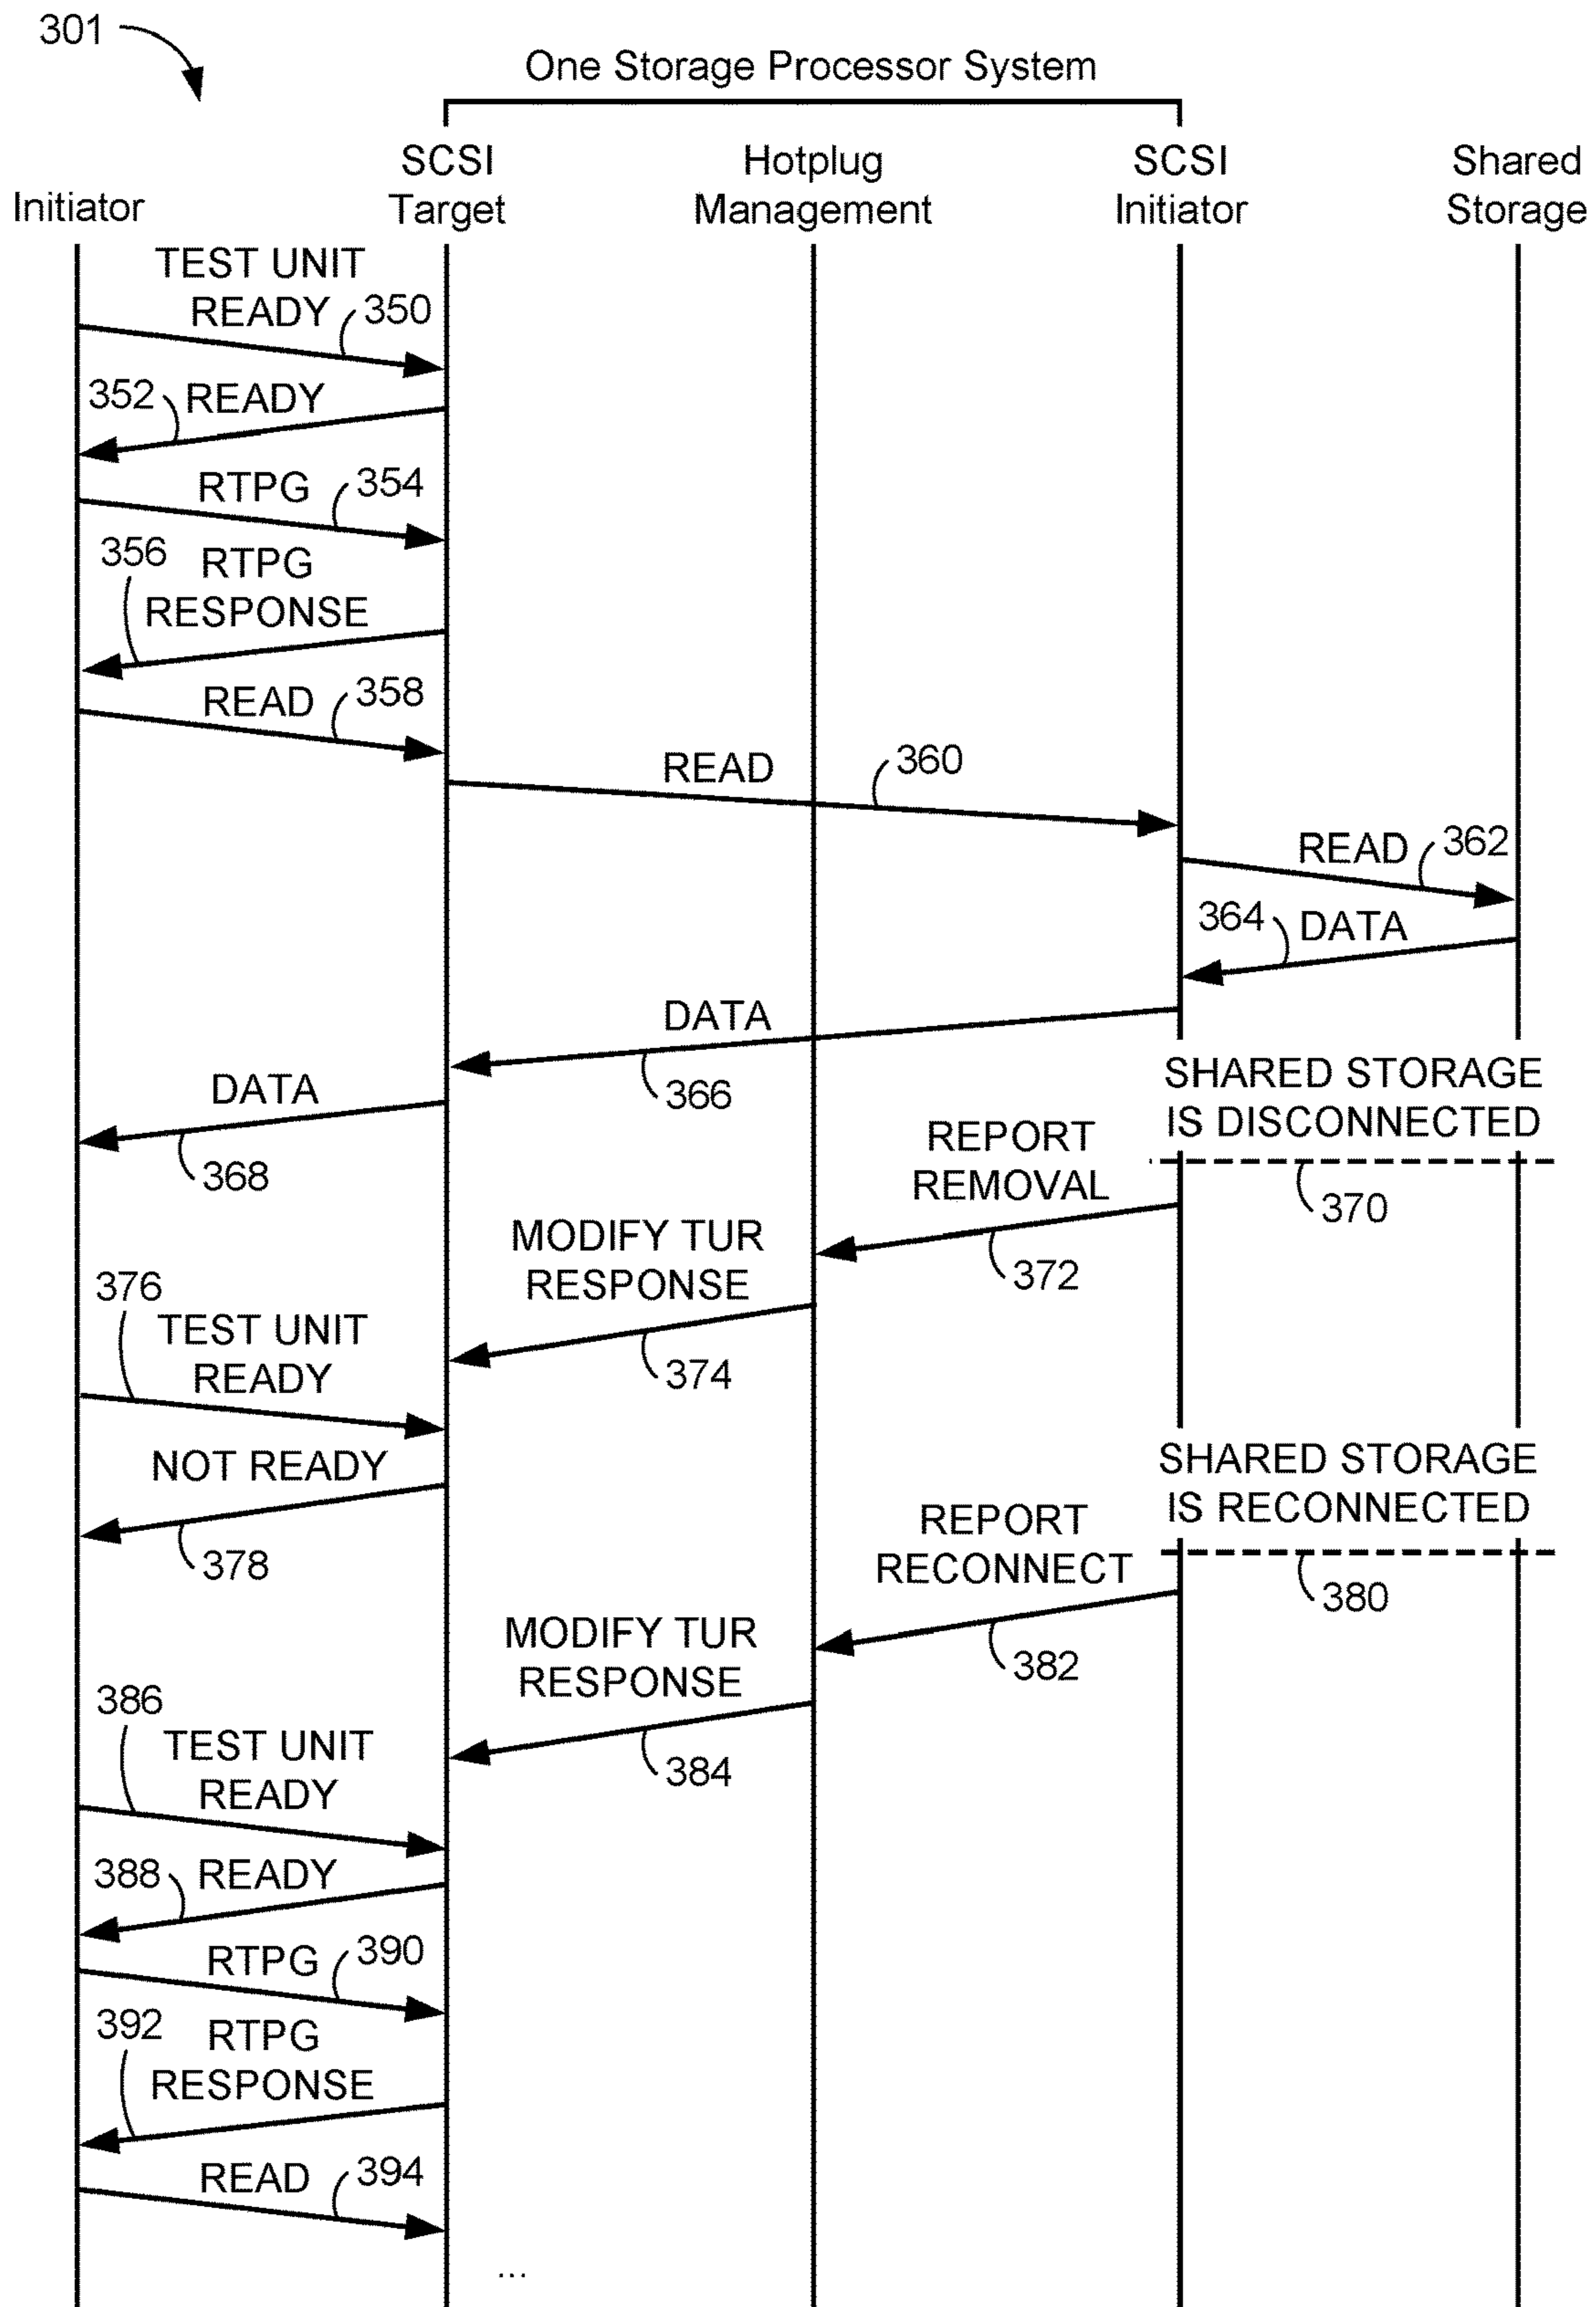 301
One Storage Processor System
Initiator
SCSI
Target
Hotplug
Management
SCSI
Initiator
Shared
Storage
TEST UNIT
READY
350
352
READY
RTPG
354
356
RTPG
RESPONSE
READ
358
READ
360
READ
362
364
DATA
DATA
366
DATA
368
SHARED STORAGE
IS DISCONNECTED
370
REPORT
REMOVAL
372
MODIFY TUR
RESPONSE
374
376
TEST UNIT
READY
NOT READY
378
SHARED STORAGE
IS RECONNECTED
380
REPORT
RECONNECT
382
MODIFY TUR
RESPONSE
384
386
TEST UNIT
READY
388
READY
RTPG
390
392
RTPG
RESPONSE
READ
394
...